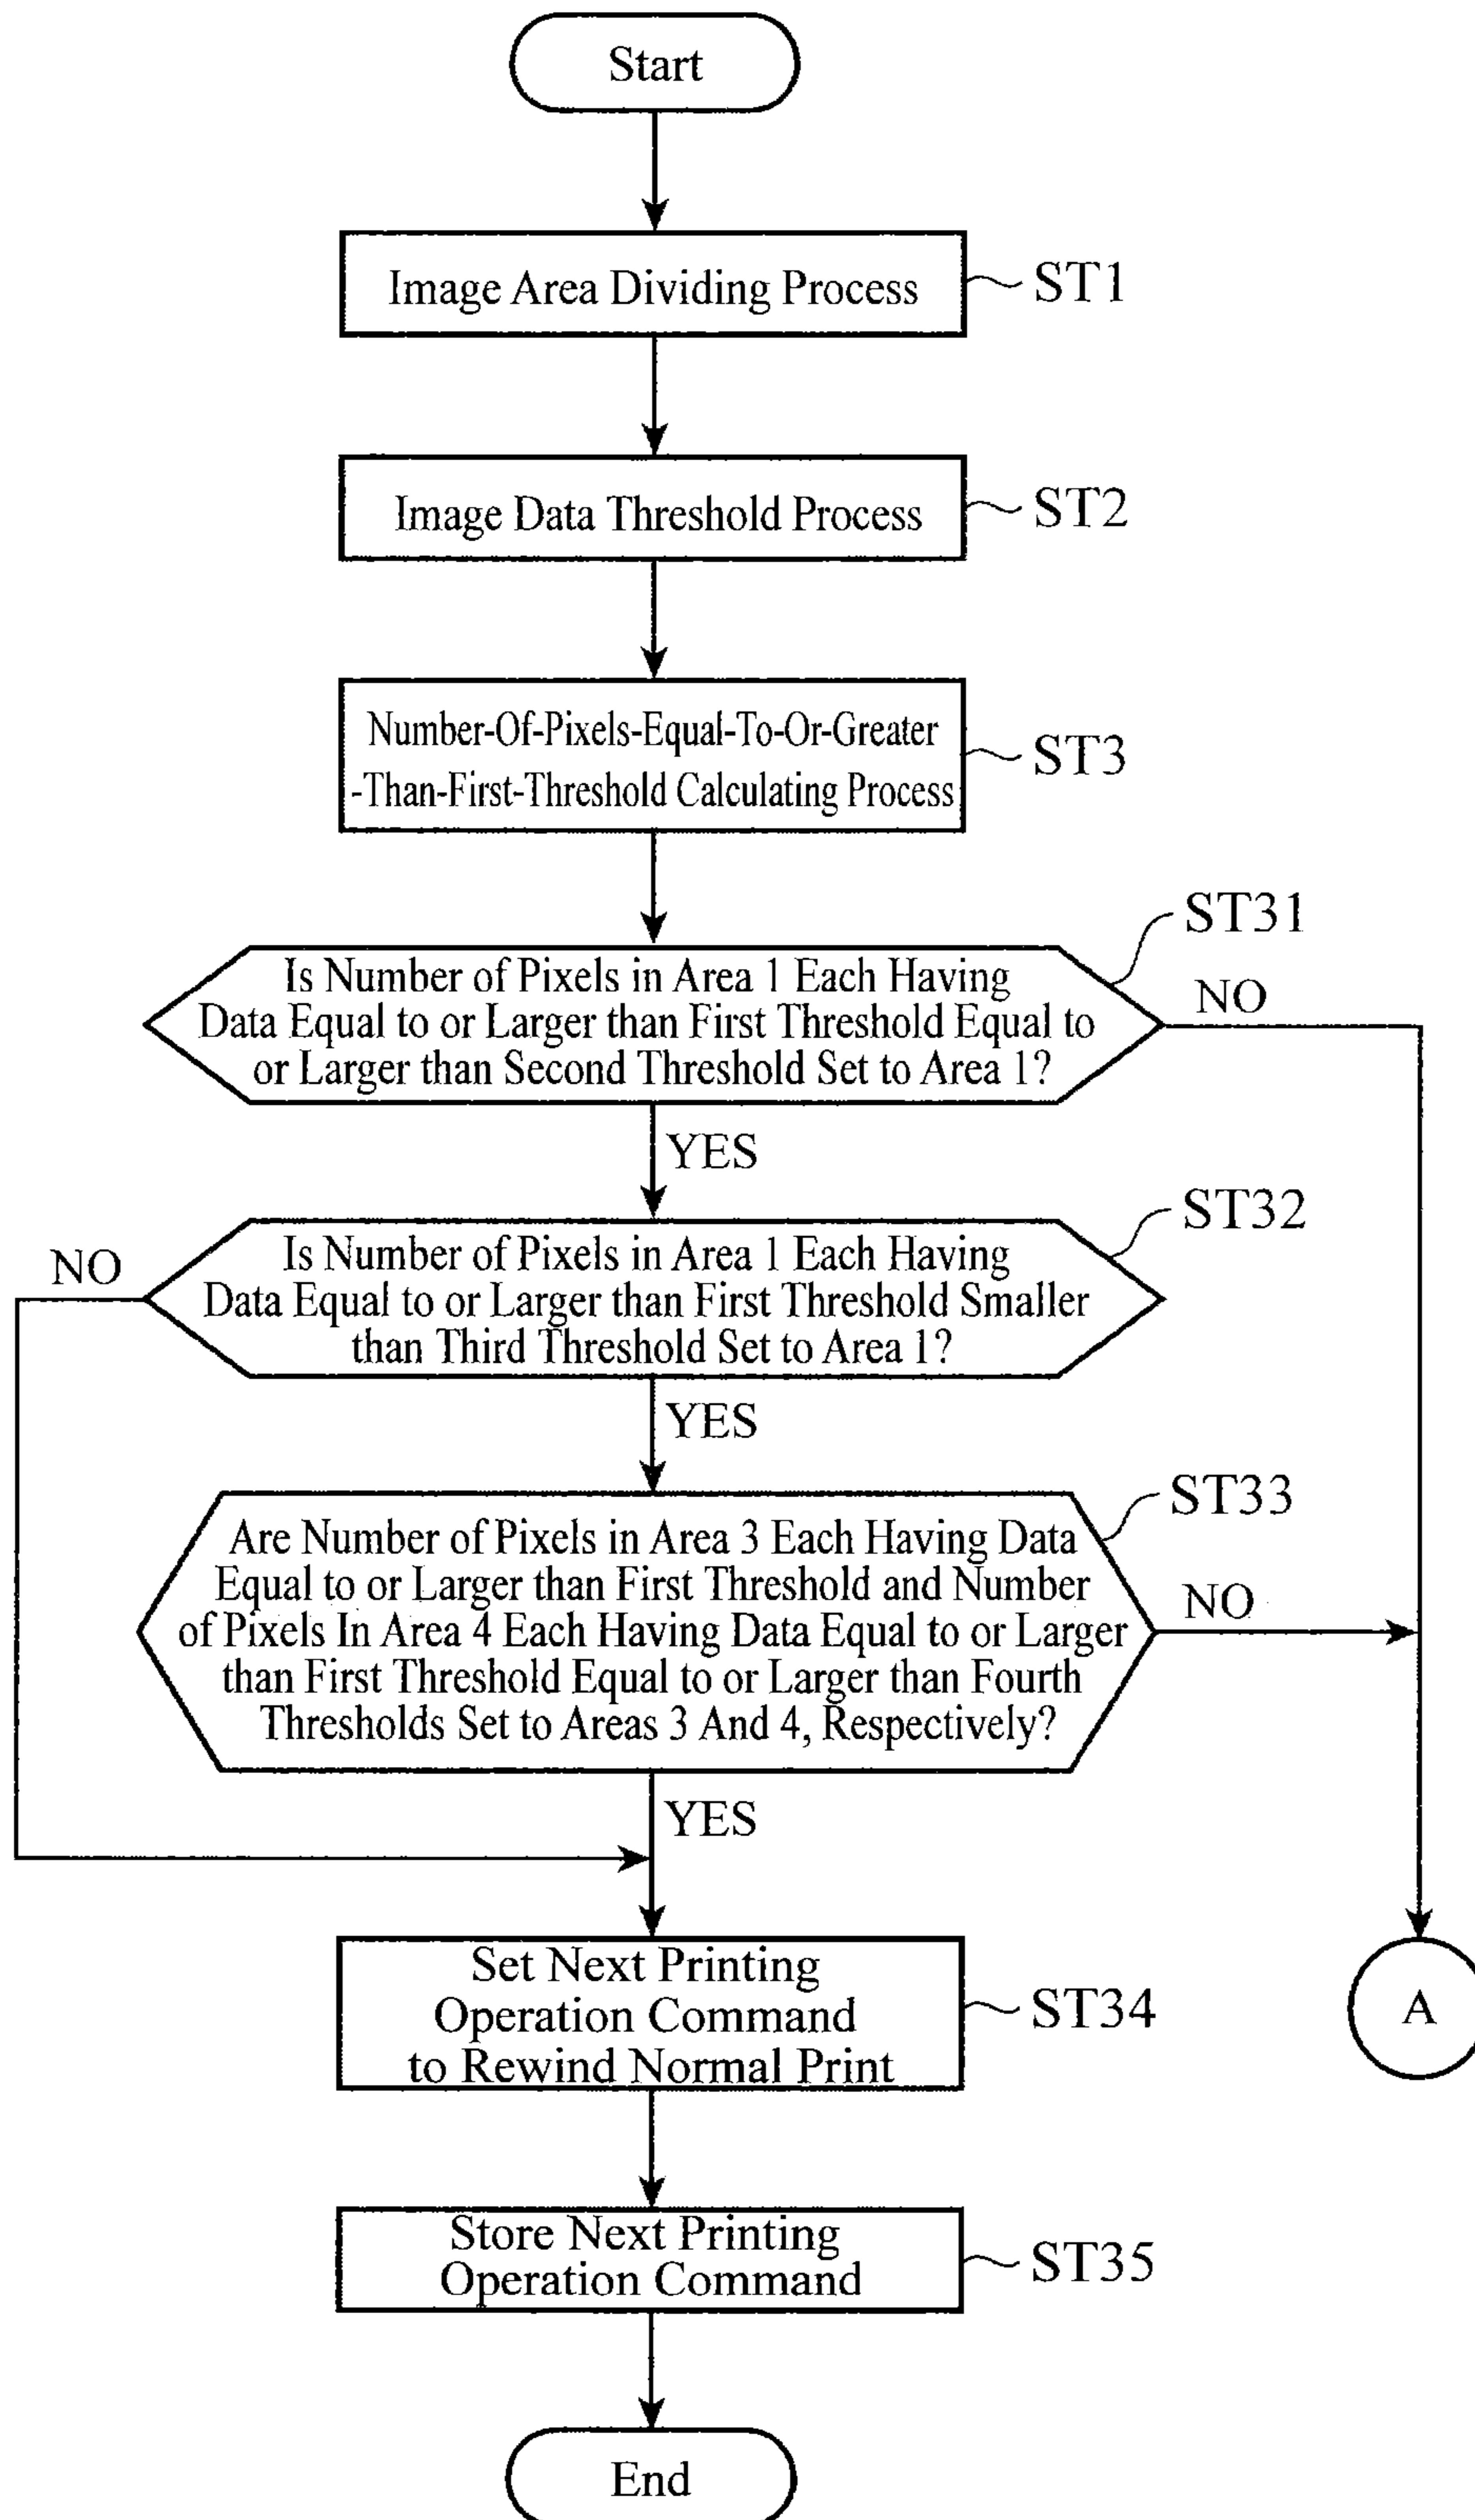 Start
Image Area Dividing Process
ST1
Image Data Threshold Process
ST2
Number-Of-Pixels-Equal-To-Or-Greater
-Than-First-Threshold Calculating Process
ST3
ST31
Is Number of Pixels in Area 1 Each Having
Data Equal to or Larger than First Threshold Equal to
or Larger than Second Threshold Set to Area 1?
NO
YES
ST32
Is Number of Pixels in Area 1 Each Having
Data Equal to or Larger than First Threshold Smaller
than Third Threshold Set to Area 1?
NO
YES
ST33
Are Number of Pixels in Area 3 Each Having Data
Equal to or Larger than First Threshold and Number
of Pixels In Area 4 Each Having Data Equal to or Larger
than First Threshold Equal to or Larger than Fourth
Thresholds Set to Areas 3 And 4, Respectively?
NO
YES
Set Next Printing
Operation Command
to Rewind Normal Print
ST34
A
Store Next Printing
Operation Command
ST35
End